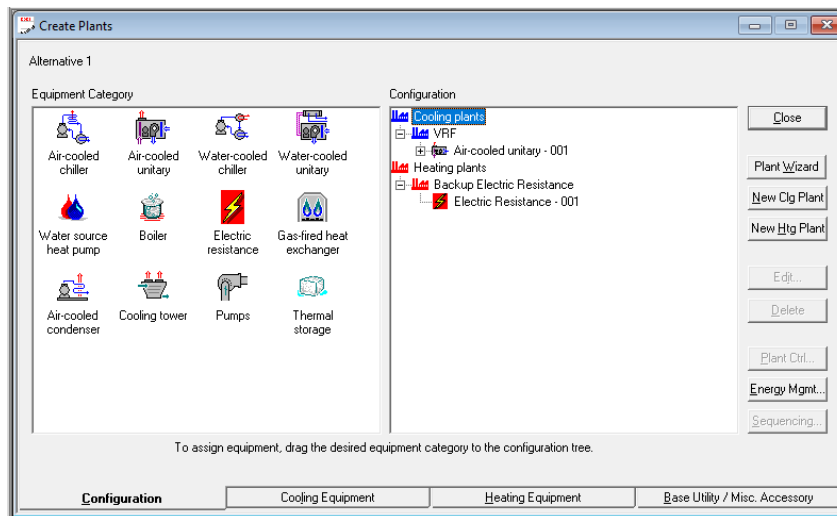 Create Plants
Alternative 1
Equipment Category
Air-cooled chiller
Air-cooled unitary
Water-cooled chiller
Water-cooled unitary
Water source heat pump
Boiler
Electric resistance
Gas-fired heat exchanger
Air-cooled condenser
Cooling tower
Pumps
Thermal storage
Configuration
Cooling plants
VRF
Air-cooled unitary - 001
Heating plants
Backup Electric Resistance
Electric Resistance - 001
Close
Plant Wizard
New Clg Plant
New Htg Plant
Edit...
Delete
Plant Ctrl...
Energy Mgmt...
Sequencing...
To assign equipment, drag the desired equipment category to the configuration tree.
Configuration
Cooling Equipment
Heating Equipment
Base Utility / Misc. Accessory